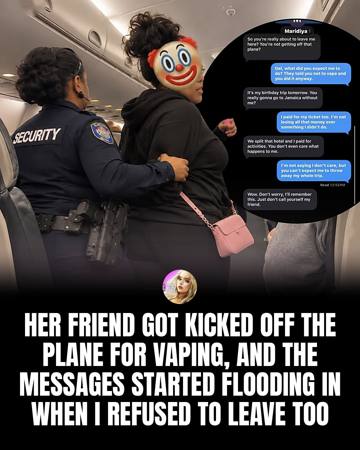 Maridiya
So you're really about to leave me
here? You're not getting off that
plane?
Gal, what did you expect me to
do? They told you not to vape and
you did it anyway.
It's my birthday trip tomorrow. You
really gonna go to Jamaica without
me?
I paid for my ticket too. I'm not
losing all that money over
something I didn't do.
We split that hotel and I paid for
activities. You don't even care what
happens to me.
I'm not saying I don't care, but
you can't expect me to throw
away my whole trip.
Wow. Don't worry, I'll remember
this. Just don't call yourself my
friend.
SECURITY
HER FRIEND GOT KICKED OFF THE
PLANE FOR VAPING, AND THE
MESSAGES STARTED FLOODING IN
WHEN I REFUSED TO LEAVE TOO